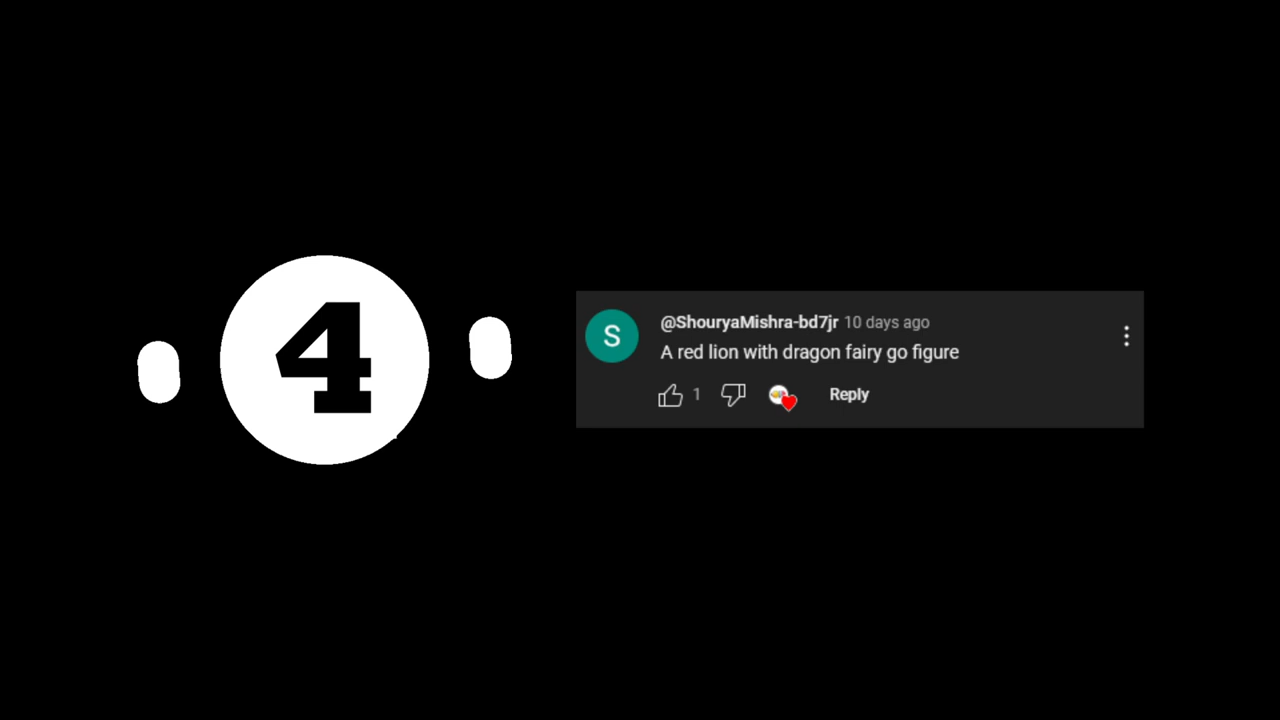 4
@ShouryaMishra-bd7jr 10 days ago
A red lion with dragon fairy go figure
1 Reply
S